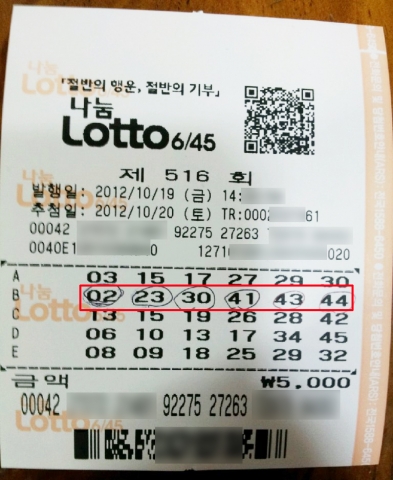 「절반의 행운, 절반의 기부」
나눔
Lotto 6/45
제 516 회
발행일: 2012/10/19 (금) 14:
추첨일: 2012/10/20 (토) TR:0002 61
00042 92275 27263
0040E1 1271 020
A 03 15 17 27 29 30
B 02 23 30 41 43 44
C 13 15 19 26 28 42
D 06 10 13 17 34 45
E 08 09 18 25 29 32
금액 ₩5,000
00042 92275 27263